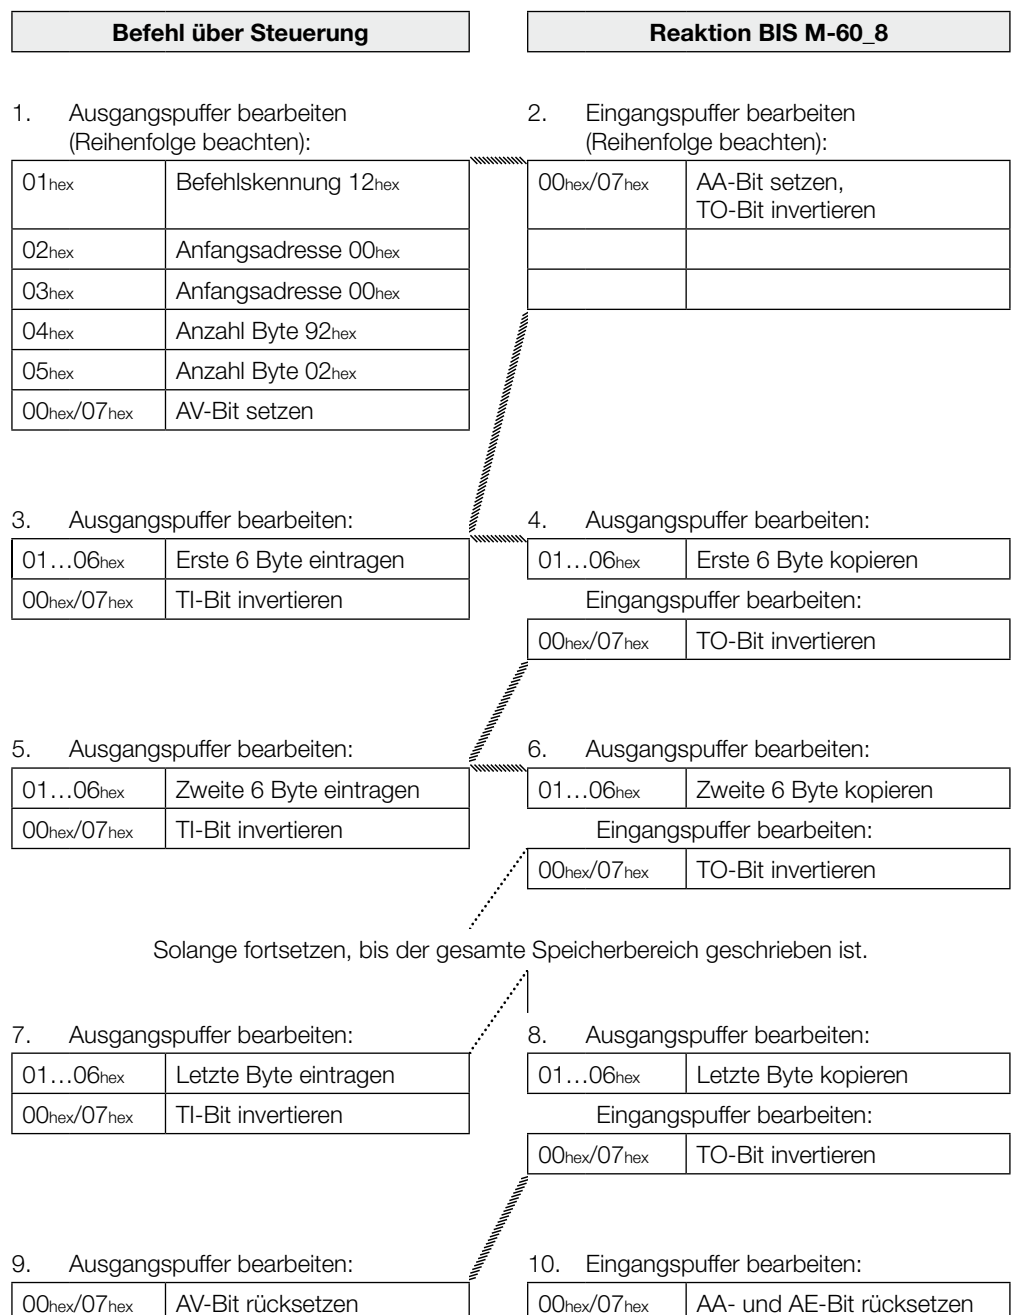 Befehl über Steuerung
Reaktion BIS M-60_8
1. Ausgangspuffer bearbeiten
(Reihenfolge beachten):
01hex Befehlskennung 12hex
02hex Anfangsadresse 00hex
03hex Anfangsadresse 00hex
04hex Anzahl Byte 92hex
05hex Anzahl Byte 02hex
00hex/07hex AV-Bit setzen
2. Eingangspuffer bearbeiten
(Reihenfolge beachten):
00hex/07hex AA-Bit setzen,
TO-Bit invertieren
3. Ausgangspuffer bearbeiten:
01…06hex Erste 6 Byte eintragen
00hex/07hex TI-Bit invertieren
4. Ausgangspuffer bearbeiten:
01…06hex Erste 6 Byte kopieren
Eingangspuffer bearbeiten:
00hex/07hex TO-Bit invertieren
5. Ausgangspuffer bearbeiten:
01…06hex Zweite 6 Byte eintragen
00hex/07hex TI-Bit invertieren
6. Ausgangspuffer bearbeiten:
01…06hex Zweite 6 Byte kopieren
Eingangspuffer bearbeiten:
00hex/07hex TO-Bit invertieren
Solange fortsetzen, bis der gesamte Speicherbereich geschrieben ist.
7. Ausgangspuffer bearbeiten:
01…06hex Letzte Byte eintragen
00hex/07hex TI-Bit invertieren
8. Ausgangspuffer bearbeiten:
01…06hex Letzte Byte kopieren
Eingangspuffer bearbeiten:
00hex/07hex TO-Bit invertieren
9. Ausgangspuffer bearbeiten:
00hex/07hex AV-Bit rücksetzen
10. Eingangspuffer bearbeiten:
00hex/07hex AA- und AE-Bit rücksetzen